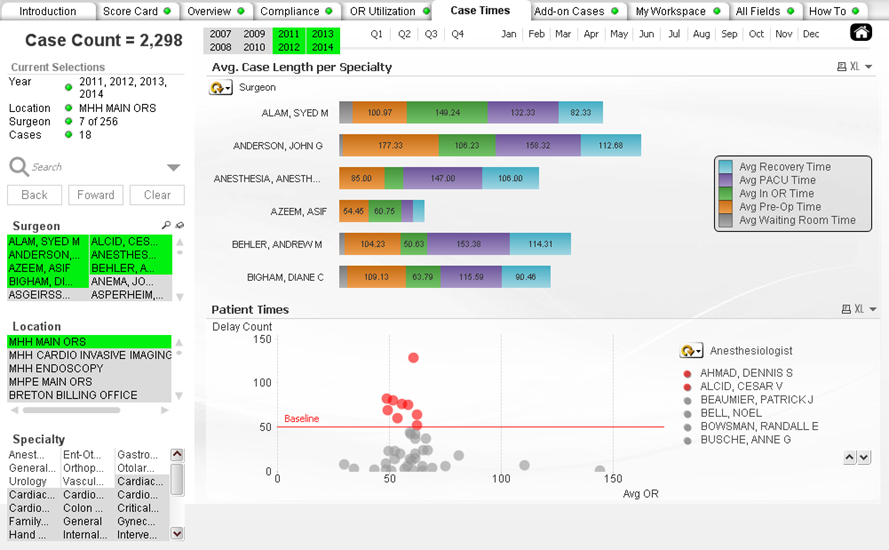 Introduction Score Card Overview Compliance OR Utilization Case Times Add-on Cases My Workspace All Fields How To
Case Count = 2,298
2007 2009 2011 2013
2008 2010 2012 2014
Q1 Q2 Q3 Q4 Jan Feb Mar Apr May Jun Jul Aug Sep Oct Nov Dec
Current Selections
Year 2011, 2012, 2013, 2014
Location MHH MAIN ORS
Surgeon 7 of 256
Cases 18
Search
Back Foward Clear
Surgeon
ALAM, SYED M ALCID, CES...
ANDERSON,... ANESTHES...
AZEEM, ASIF BEHLER, A...
BIGHAM, DI... ANEMA, JO...
ASGEIRSS... ASPERHEIM,...
Location
MHH MAIN ORS
MHH CARDIO INVASIVE IMAGING
MHH ENDOSCOPY
MHPE MAIN ORS
BRETON BILLING OFFICE
Specialty
Anest... Ent-Ot... Gastro...
General... Orthop... Otolar...
Urology Vascul... Cardiac...
Cardiac... Cardio... Cardio...
Cardio... Colon ... Critical...
Family... General Gynec...
Hand ... Internal... Interve...
Avg. Case Length per Specialty XL
Surgeon
ALAM, SYED M 100.97 149.24 132.33 82.33
ANDERSON, JOHN G 177.33 106.23 158.32 112.68
ANESTHESIA, ANESTH... 85.00 147.00 106.00
AZEEM, ASIF 54.45 60.75
BEHLER, ANDREW M 104.23 50.63 153.38 114.31
BIGHAM, DIANE C 109.13 63.79 115.59 90.46
Avg Recovery Time
Avg PACU Time
Avg In OR Time
Avg Pre-Op Time
Avg Waiting Room Time
Patient Times XL
Delay Count
150
100
50
0
Baseline
0 50 100 150
Avg OR
Anesthesiologist
AHMAD, DENNIS S
ALCID, CESAR V
BEAUMIER, PATRICK J
BELL, NOEL
BOWSMAN, RANDALL E
BUSCHE, ANNE G